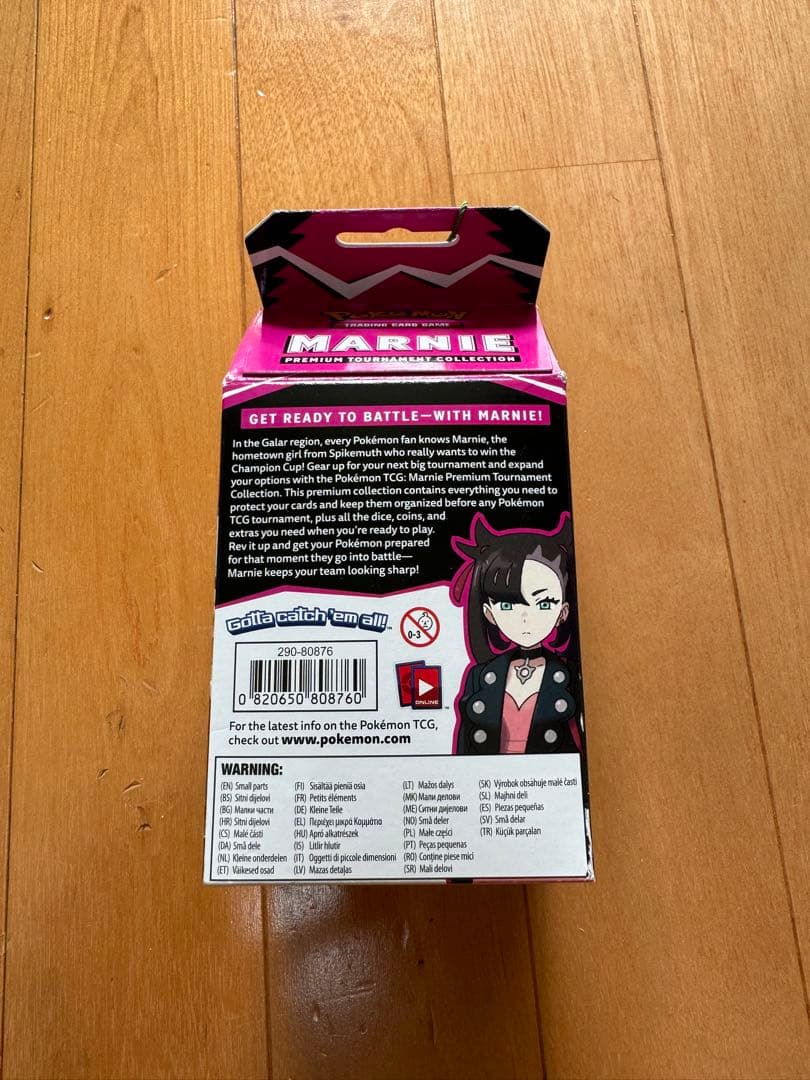 POKÉMON
TRADING CARD GAME
MARNIE
PREMIUM TOURNAMENT COLLECTION
GET READY TO BATTLE—WITH MARNIE!
In the Galar region, every Pokémon fan knows Marnie, the
hometown girl from Spikemuth who really wants to win the
Champion Cup! Gear up for your next big tournament and expand
your options with the Pokémon TCG: Marnie Premium Tournament
Collection. This premium collection contains everything you need to
protect your cards and keep them organized before any Pokémon
TCG tournament, plus all the dice, coins, and
extras you need when you're ready to play.
Rev it up and get your Pokémon prepared
for that moment they go into battle—
Marnie keeps your team looking sharp!
Gotta catch 'em all!™
0-3
290-80876
0 820650 808760
ONLINE
™
For the latest info on the Pokémon TCG,
check out www.pokemon.com
WARNING:
(EN) Small parts
(BS) Sitni dijelovi
(BG) Малки части
(HR) Sitni dijelovi
(CS) Malé části
(DA) Små dele
(NL) Kleine onderdelen
(ET) Väikesed osad
(FI) Sisältää pieniä osia
(FR) Petits éléments
(DE) Kleine Teile
(EL) Περιέχει μικρά Κομμάτια
(HU) Apró alkatrészek
(IS) Litlir hlutir
(IT) Oggetti di piccole dimensioni
(LV) Mazas detaļas
(LT) Mažos dalys
(MK) Мали делови
(ME) Ситни дијелови
(NO) Små deler
(PL) Małe części
(PT) Peças pequenas
(RO) Conține piese mici
(SR) Mali delovi
(SK) Výrobok obsahuje malé časti
(SL) Majhni deli
(ES) Piezas pequeñas
(SV) Små delar
(TR) Küçük parçaları